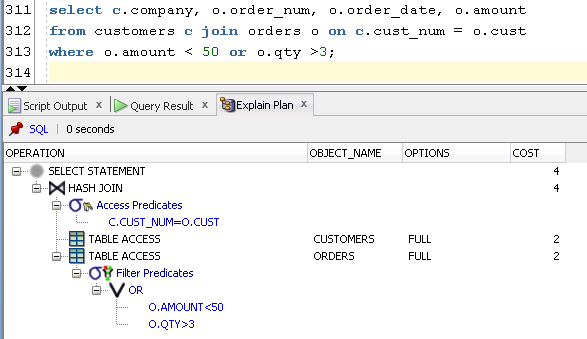 311 select c.company, o.order_num, o.order_date, o.amount
312 from customers c join orders o on c.cust_num = o.cust
313 where o.amount < 50 or o.qty >3;
314
Script Output x Query Result x Explain Plan x
SQL | 0 seconds
OPERATION OBJECT_NAME OPTIONS COST
SELECT STATEMENT 4
HASH JOIN 4
Access Predicates
C.CUST_NUM=O.CUST
TABLE ACCESS CUSTOMERS FULL 2
TABLE ACCESS ORDERS FULL 2
Filter Predicates
OR
O.AMOUNT<50
O.QTY>3